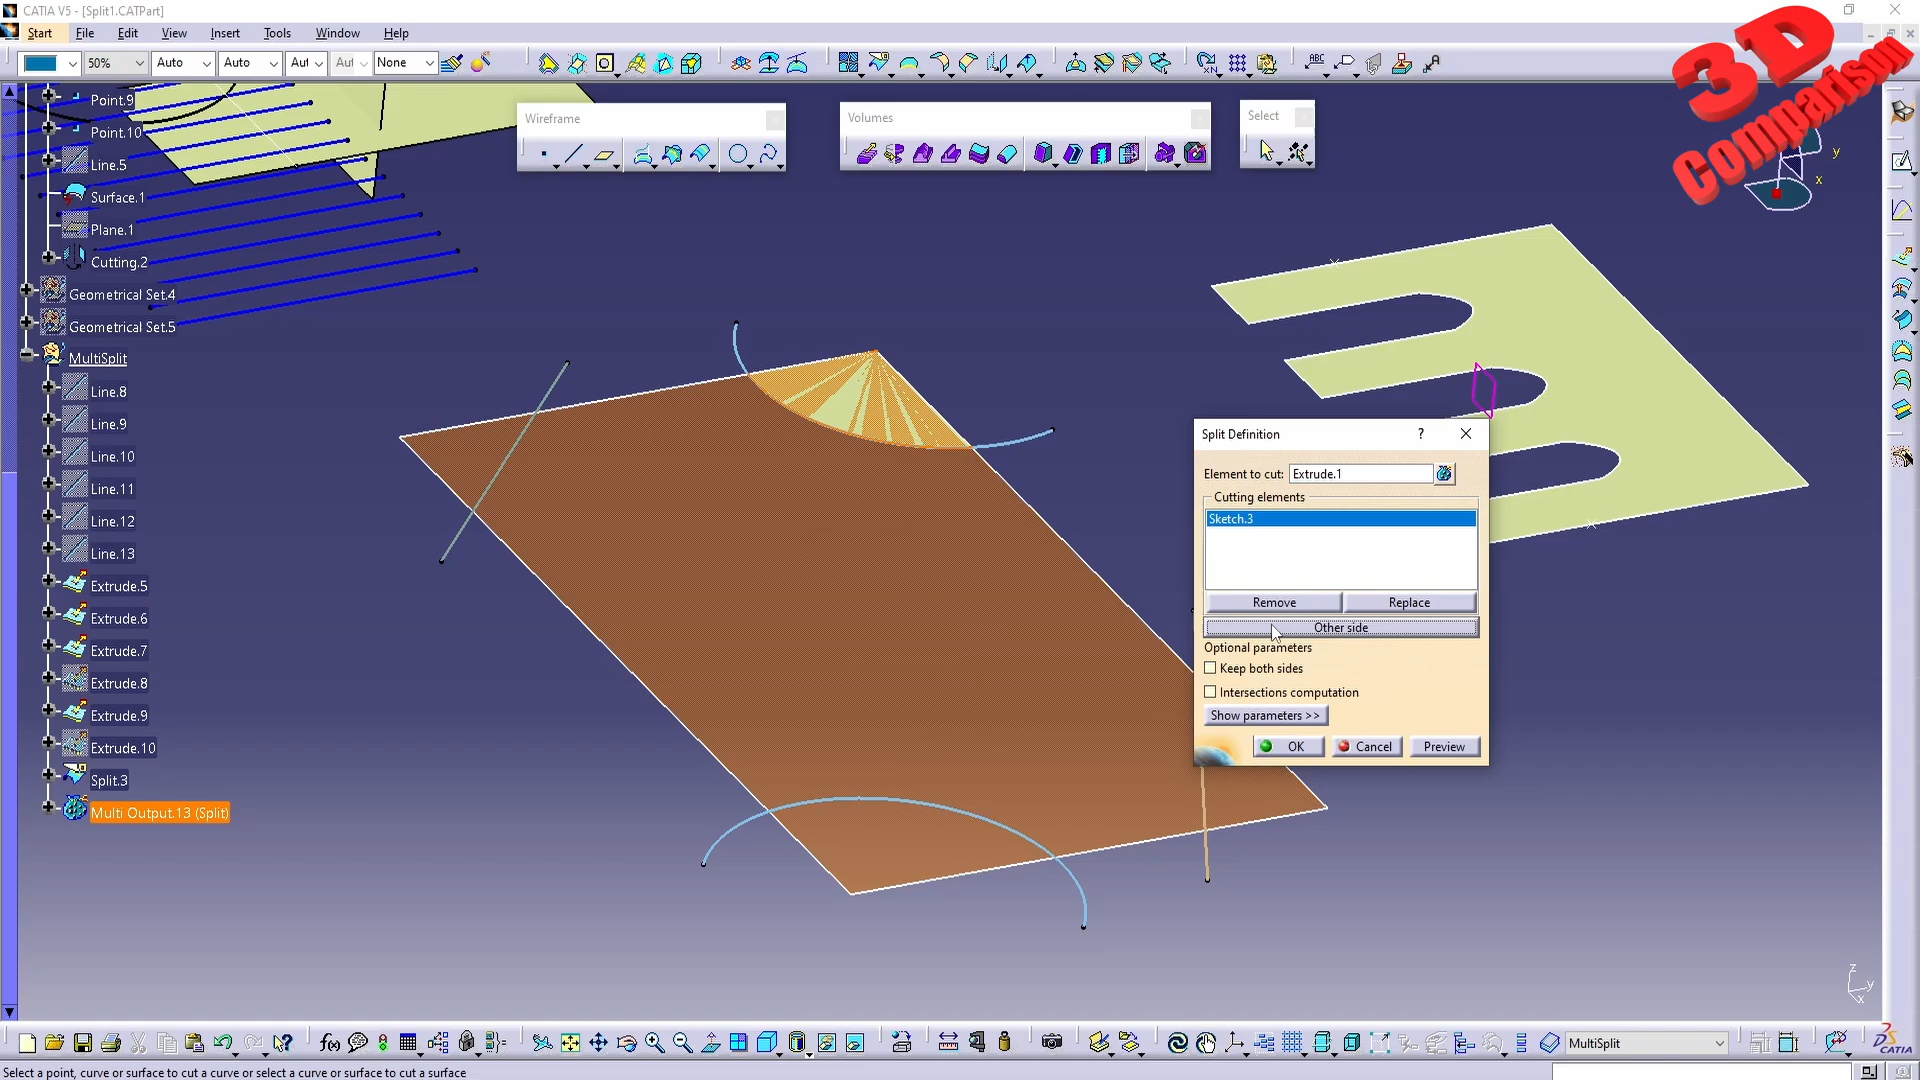 CATIA V5 - [Split1.CATPart]
Start File Edit View Insert Tools Window Help
50% Auto Auto Aut Aut None
ABC
3D
Comparison
Wireframe
Volumes
Select
y
x
Point.9
Point.10
Line.5
Surface.1
Plane.1
Cutting.2
Geometrical Set.4
Geometrical Set.5
MultiSplit
Line.8
Line.9
Line.10
Line.11
Line.12
Line.13
Extrude.5
Extrude.6
Extrude.7
Extrude.8
Extrude.9
Extrude.10
Split.3
Multi Output.13 (Split)
Split Definition ?
Element to cut: Extrude.1
Cutting elements
Sketch.3
Remove Replace
Other side
Optional parameters
Keep both sides
Intersections computation
Show parameters >>
OK Cancel Preview
z
y
x
f(x)
MultiSplit
CATIA
Select a point, curve or surface to cut a curve or select a curve or surface to cut a surface